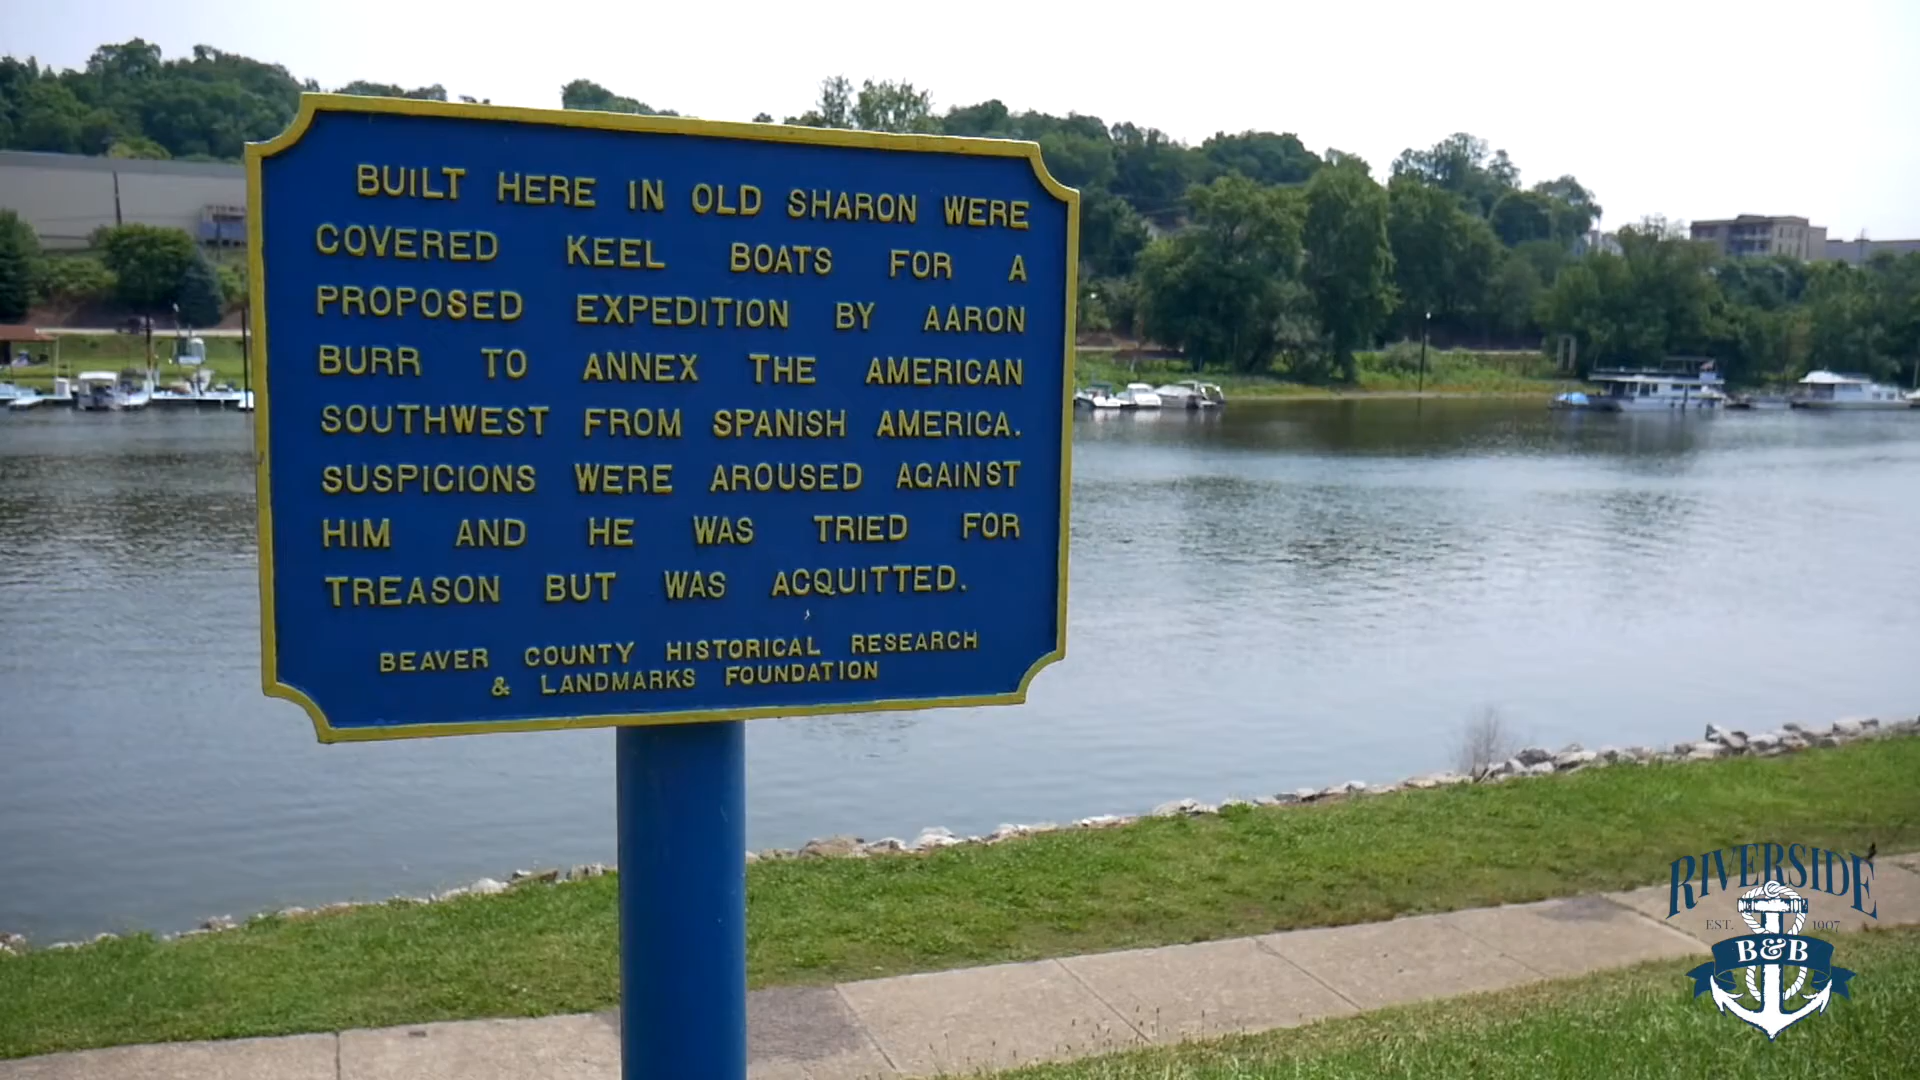 BUILT HERE IN OLD SHARON WERE
COVERED KEEL BOATS FOR A
PROPOSED EXPEDITION BY AARON
BURR TO ANNEX THE AMERICAN
SOUTHWEST FROM SPANISH AMERICA.
SUSPICIONS WERE AROUSED AGAINST
HIM AND HE WAS TRIED FOR
TREASON BUT WAS ACQUITTED.
BEAVER COUNTY HISTORICAL RESEARCH
& LANDMARKS FOUNDATION
RIVERSIDE
EST. 1907
B&B